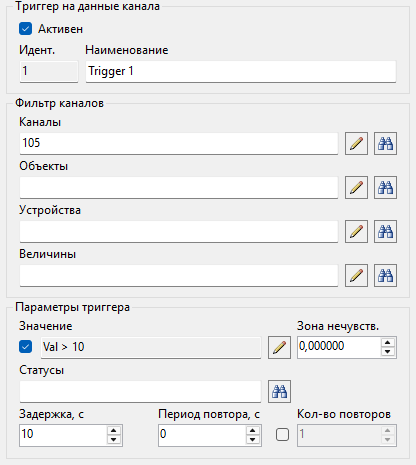 Триггер на данные канала
Активен
Идент. Наименование
1 Trigger 1
Фильтр каналов
Каналы
105
Объекты
Устройства
Величины
Параметры триггера
Значение Зона нечувств.
Val > 10 0,000000
Статусы
Задержка, с Период повтора, с Кол-во повторов
10 0 1